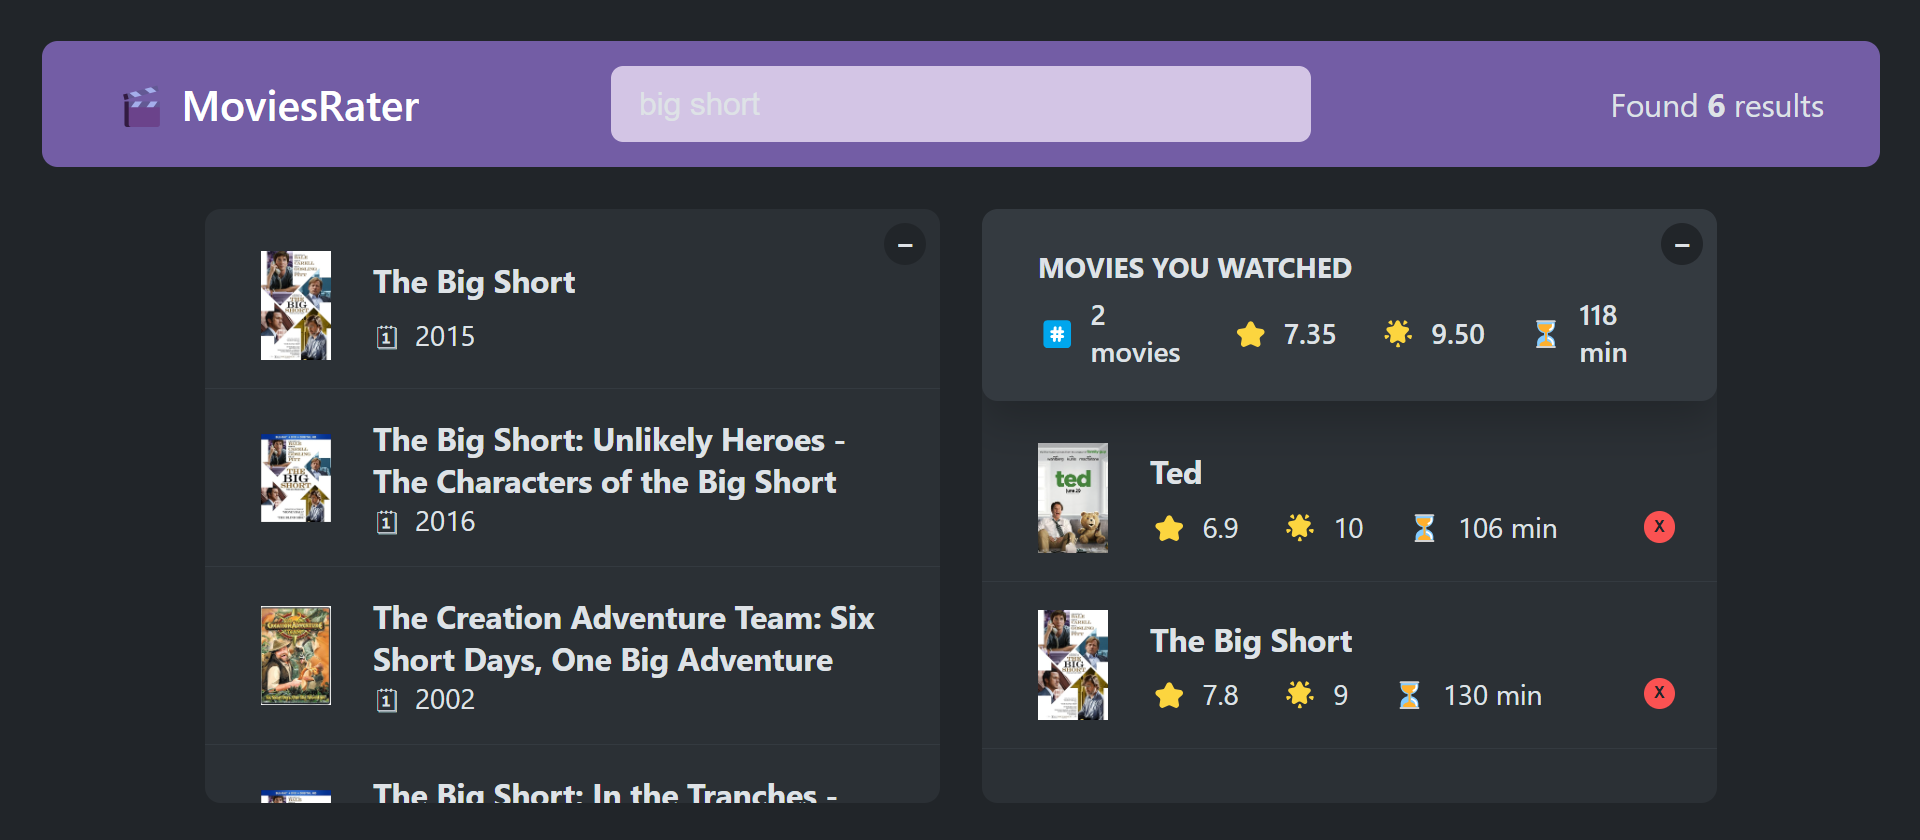 MoviesRater
big short
Found 6 results
The Big Short
2015
The Big Short: Unlikely Heroes -
The Characters of the Big Short
2016
The Creation Adventure Team: Six
Short Days, One Big Adventure
2002
The Big Short: In the Tranches -
MOVIES YOU WATCHED
2
movies
7.35
9.50
118
min
ted
Ted
6.9
10
106 min
X
THE
BIG
SHORT
The Big Short
7.8
9
130 min
X